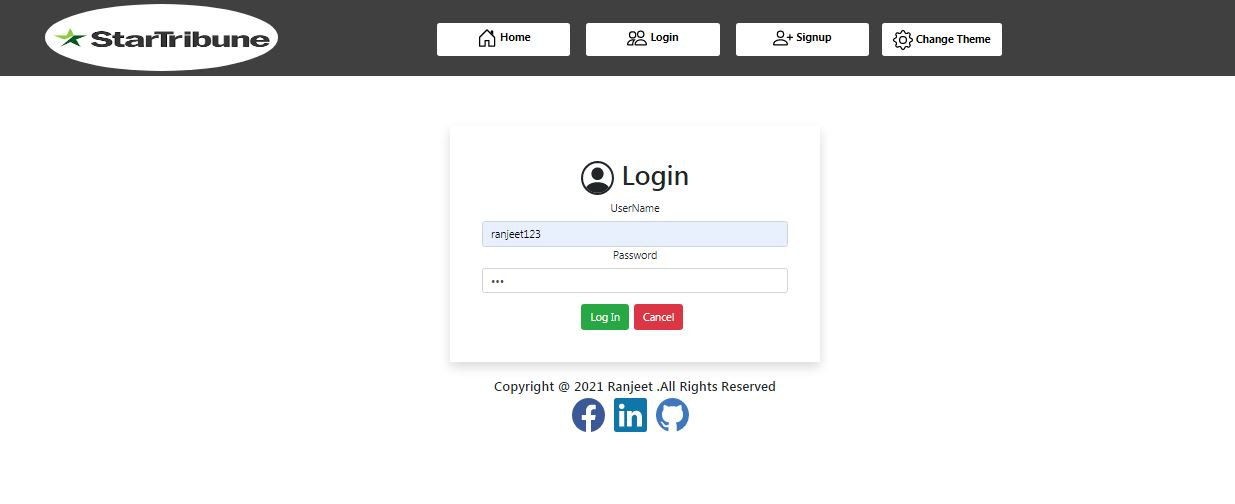 StarTribune
Home
Login
Signup
Change Theme
Login
UserName
ranjeet123
Password
•••
Log In
Cancel
Copyright @ 2021 Ranjeet .All Rights Reserved